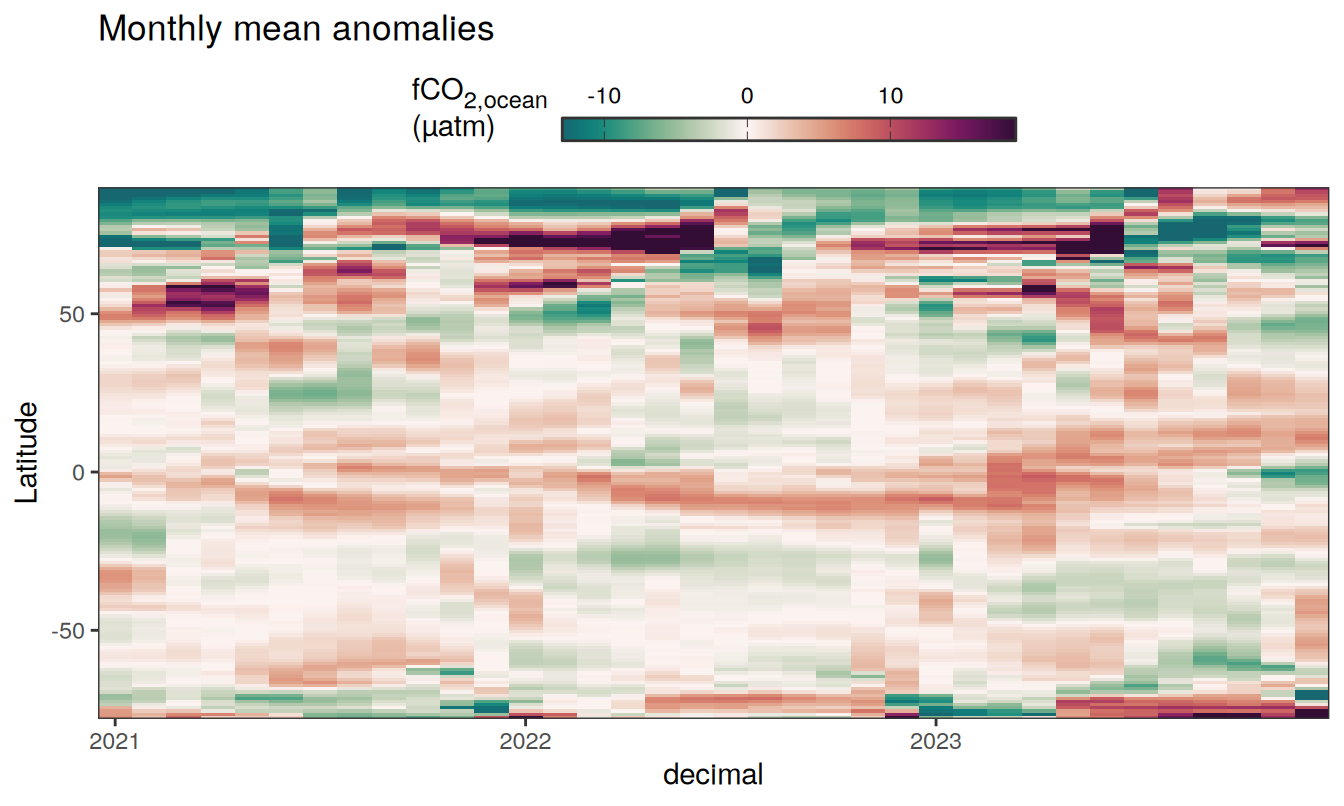 Monthly mean anomalies
fCO2,ocean
(µatm)
-10 0 10
Latitude
50
0
-50
2021 2022 2023
decimal